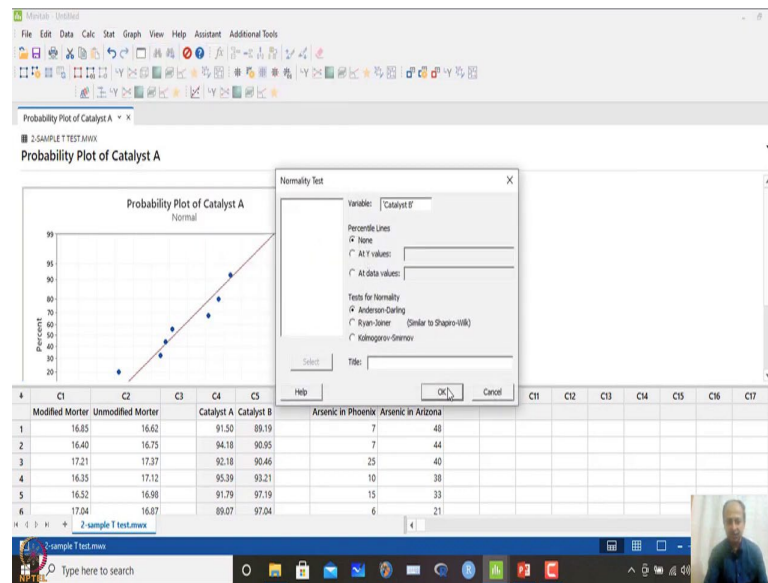 Minitab - Untitled
File Edit Data Calc Stat Graph View Help Assistant Additional Tools
Probability Plot of Catalyst A
2-SAMPLE T TEST.MWX
Probability Plot of Catalyst A
Probability Plot of Catalyst A
Normal
99
95
90
80
70
60
50
40
30
20
Percent
Normality Test
Variable: 'Catalyst B'
Percentile Lines
None
At Y values:
At data values:
Tests for Normality
Anderson-Darling
Ryan-Joiner (Similar to Shapiro-Wilk)
Kolmogorov-Smirnov
Select
Title:
Help OK Cancel
C1 C2 C3 C4 C5 C11 C12 C13 C14 C15 C16 C17
Modified Morter Unmodified Morter Catalyst A Catalyst B Arsenic in Phoenix Arsenic in Arizona
1 16.85 16.62 91.50 89.19 7 48
2 16.40 16.75 94.18 90.95 7 44
3 17.21 17.37 92.18 90.46 25 40
4 16.35 17.12 95.39 93.21 10 38
5 16.52 16.98 91.79 97.19 15 33
6 17.04 16.87 89.07 97.04 6 21
2-sample T test.mwx
2-sample T test.mwx
Type here to search
NPTEL